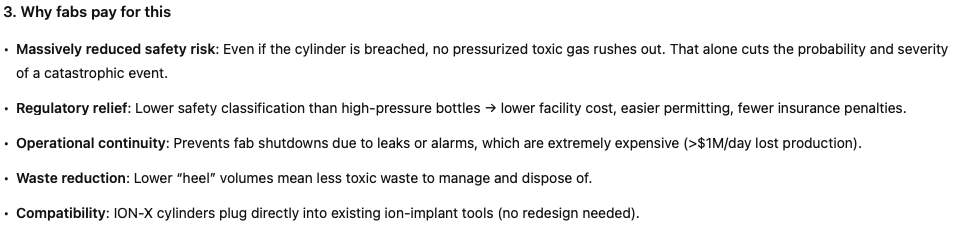 3. Why fabs pay for this
• Massively reduced safety risk: Even if the cylinder is breached, no pressurized toxic gas rushes out. That alone cuts the probability and severity
of a catastrophic event.
• Regulatory relief: Lower safety classification than high-pressure bottles → lower facility cost, easier permitting, fewer insurance penalties.
• Operational continuity: Prevents fab shutdowns due to leaks or alarms, which are extremely expensive (>$1M/day lost production).
• Waste reduction: Lower “heel” volumes mean less toxic waste to manage and dispose of.
• Compatibility: ION-X cylinders plug directly into existing ion-implant tools (no redesign needed).